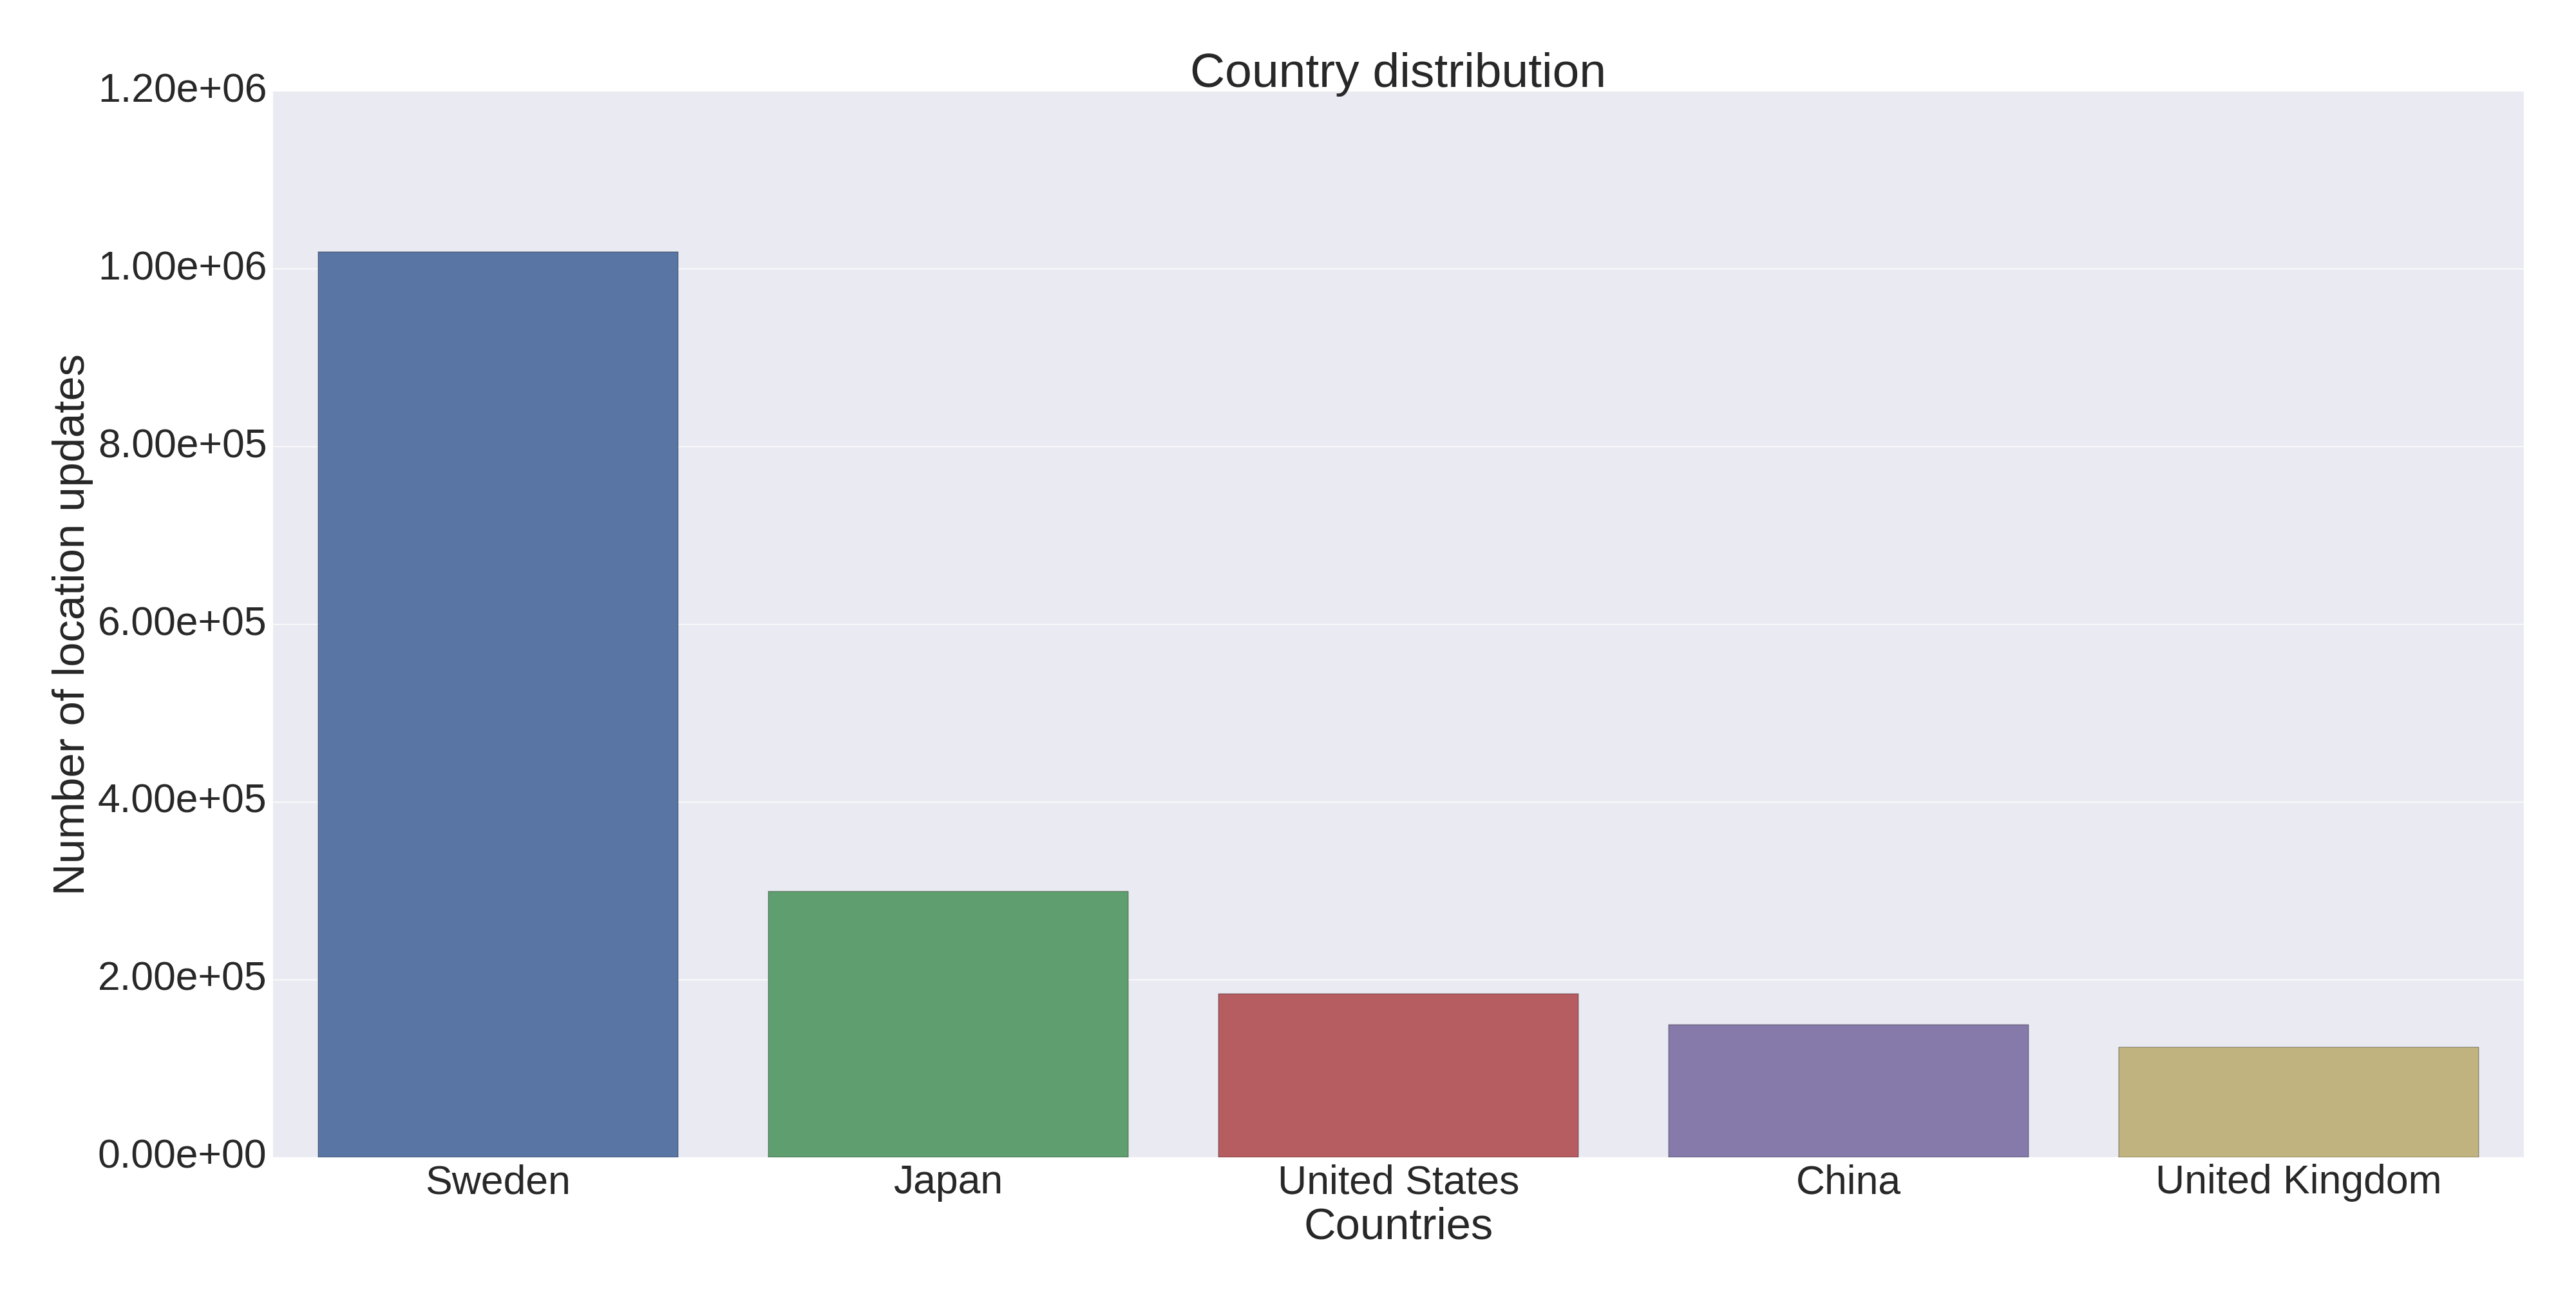 Country distribution
1.20e+06
1.00e+06
8.00e+05
6.00e+05
4.00e+05
2.00e+05
0.00e+00
Number of location updates
Sweden Japan United States China United Kingdom
Countries